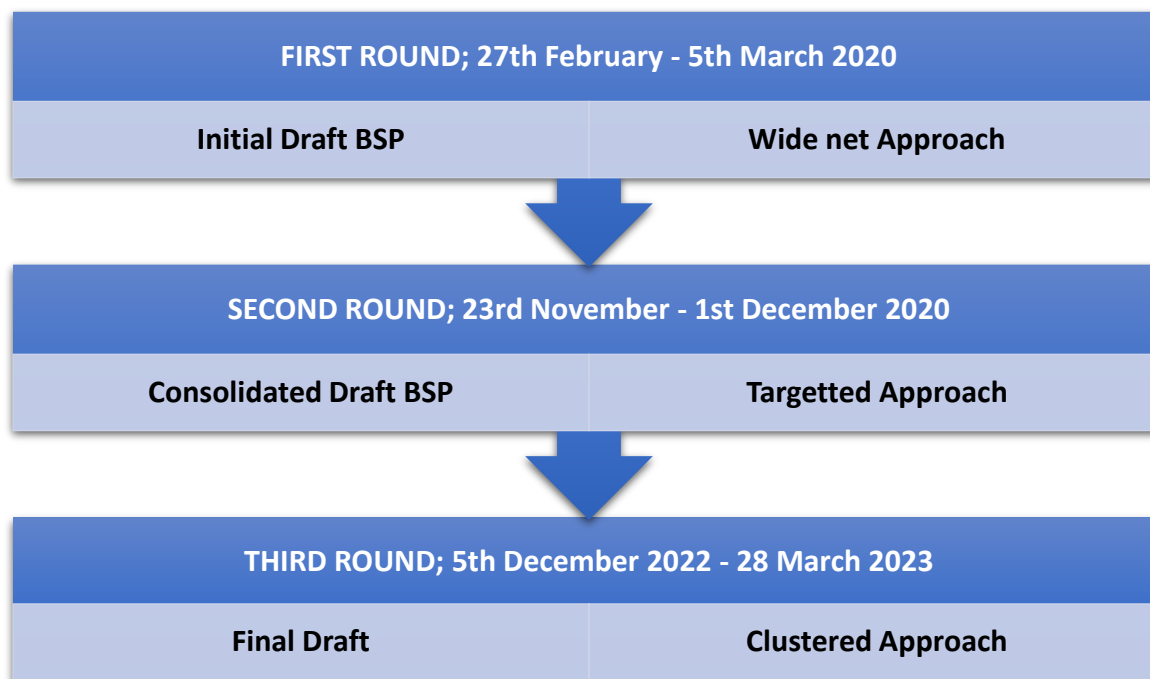 FIRST ROUND; 27th February - 5th March 2020
Initial Draft BSP
Wide net Approach
SECOND ROUND; 23rd November - 1st December 2020
Consolidated Draft BSP
Targetted Approach
THIRD ROUND; 5th December 2022 - 28 March 2023
Final Draft
Clustered Approach